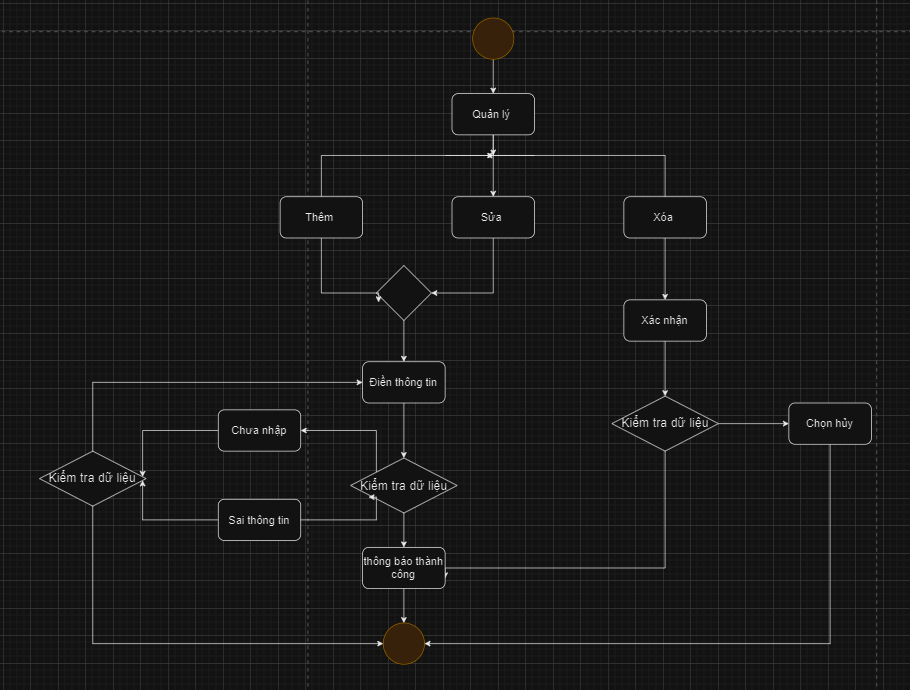 Quản lý
Thêm
Sửa
Xóa
Xác nhận
Điền thông tin
Chưa nhập
Kiểm tra dữ liệu
Chọn hủy
Kiểm tra dữ liệu
Kiểm tra dữ liệu
Sai thông tin
thông báo thành
công